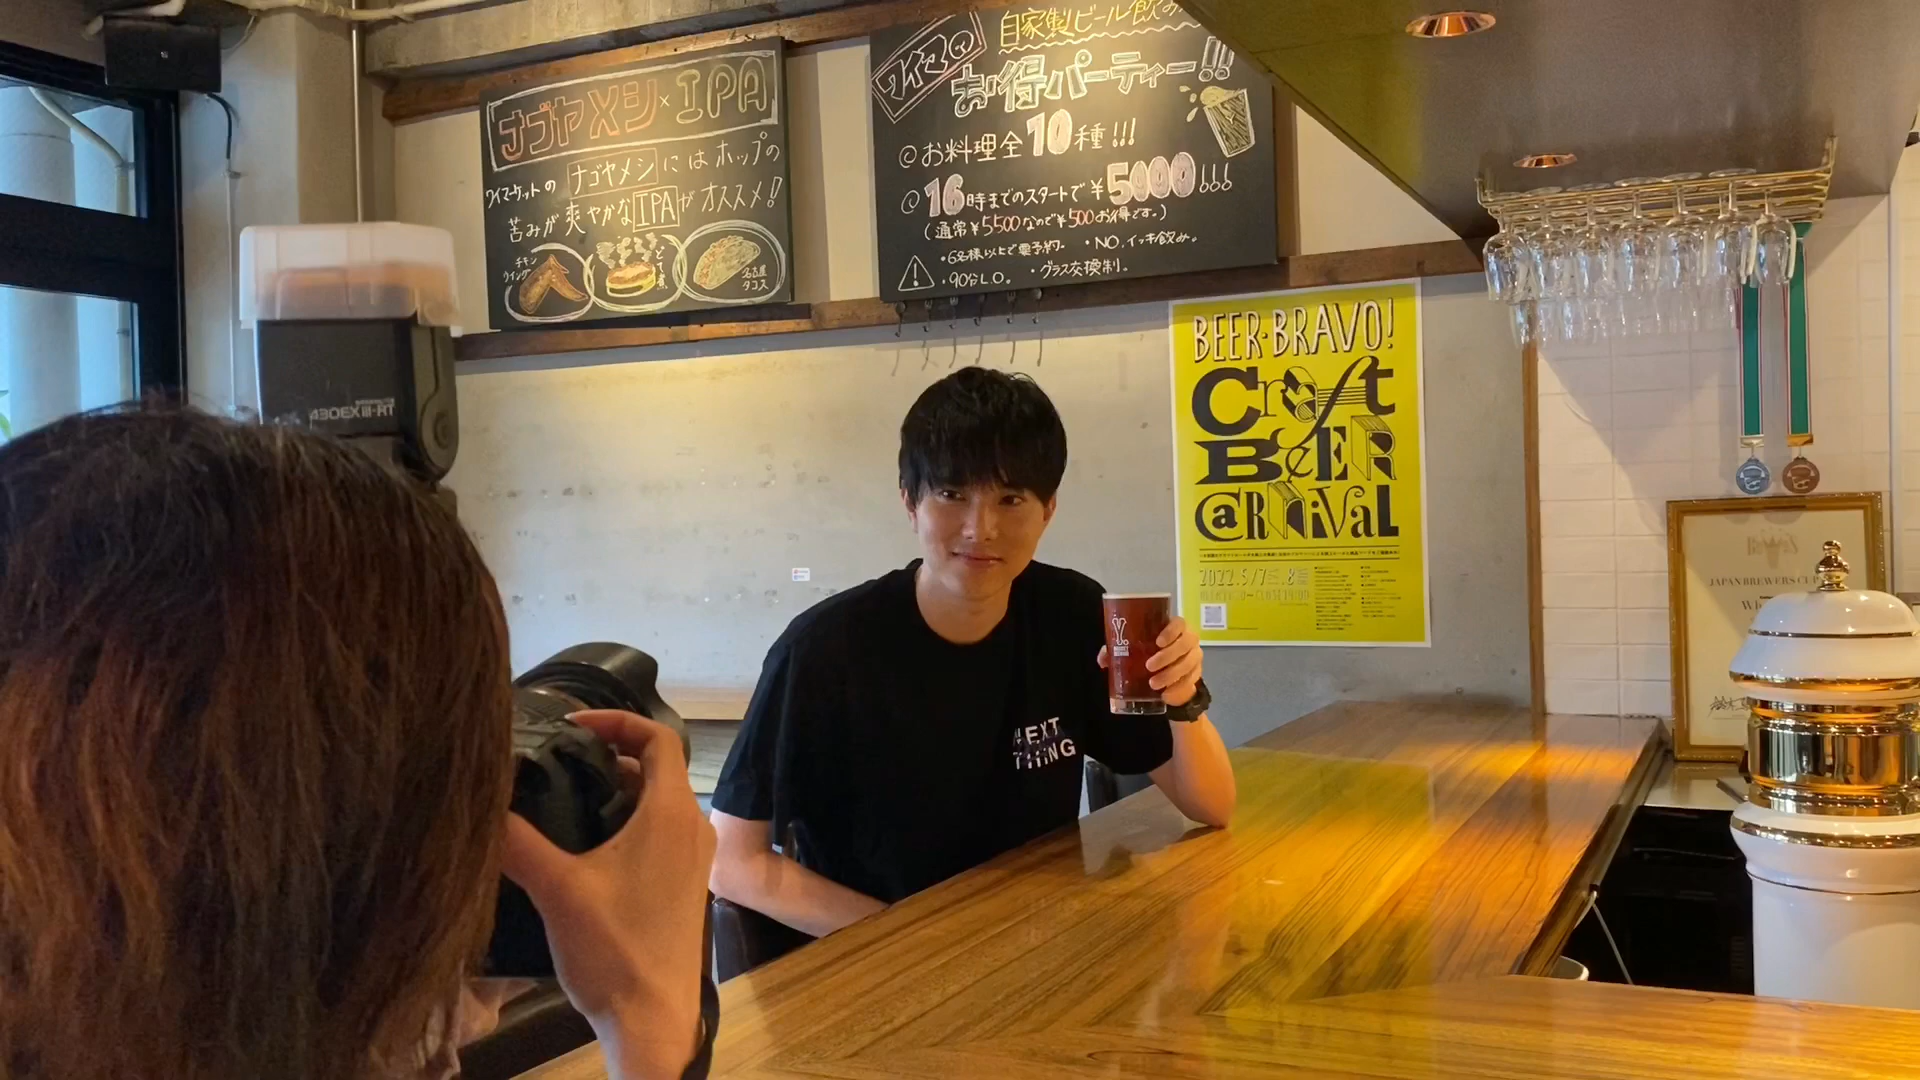 ナゴヤメシ×IPA
ワイマーケットの ナゴヤメシ にはホップの
苦みが爽やかな IPA がオススメ!
チキン
ウイング
どて煮
名古屋
タコス
自家製ビール飲み
ワイマの
お得パーティー!!
@お料理全10種!!!
@16時までのスタートで¥5000
(通常¥5500なので¥500お得です。)
・6名様以上で要予約。 ・NO.イッキ飲み。
・90分L.O. ・グラス交換制。
BEER・BRAVO!
Craft
BEER
CaRNiVaL
2022.5/7 .8
430EX III-RT
Y.
MARKET
BREWING
NEXT
THiNG
JAPAN BREWERS CUP